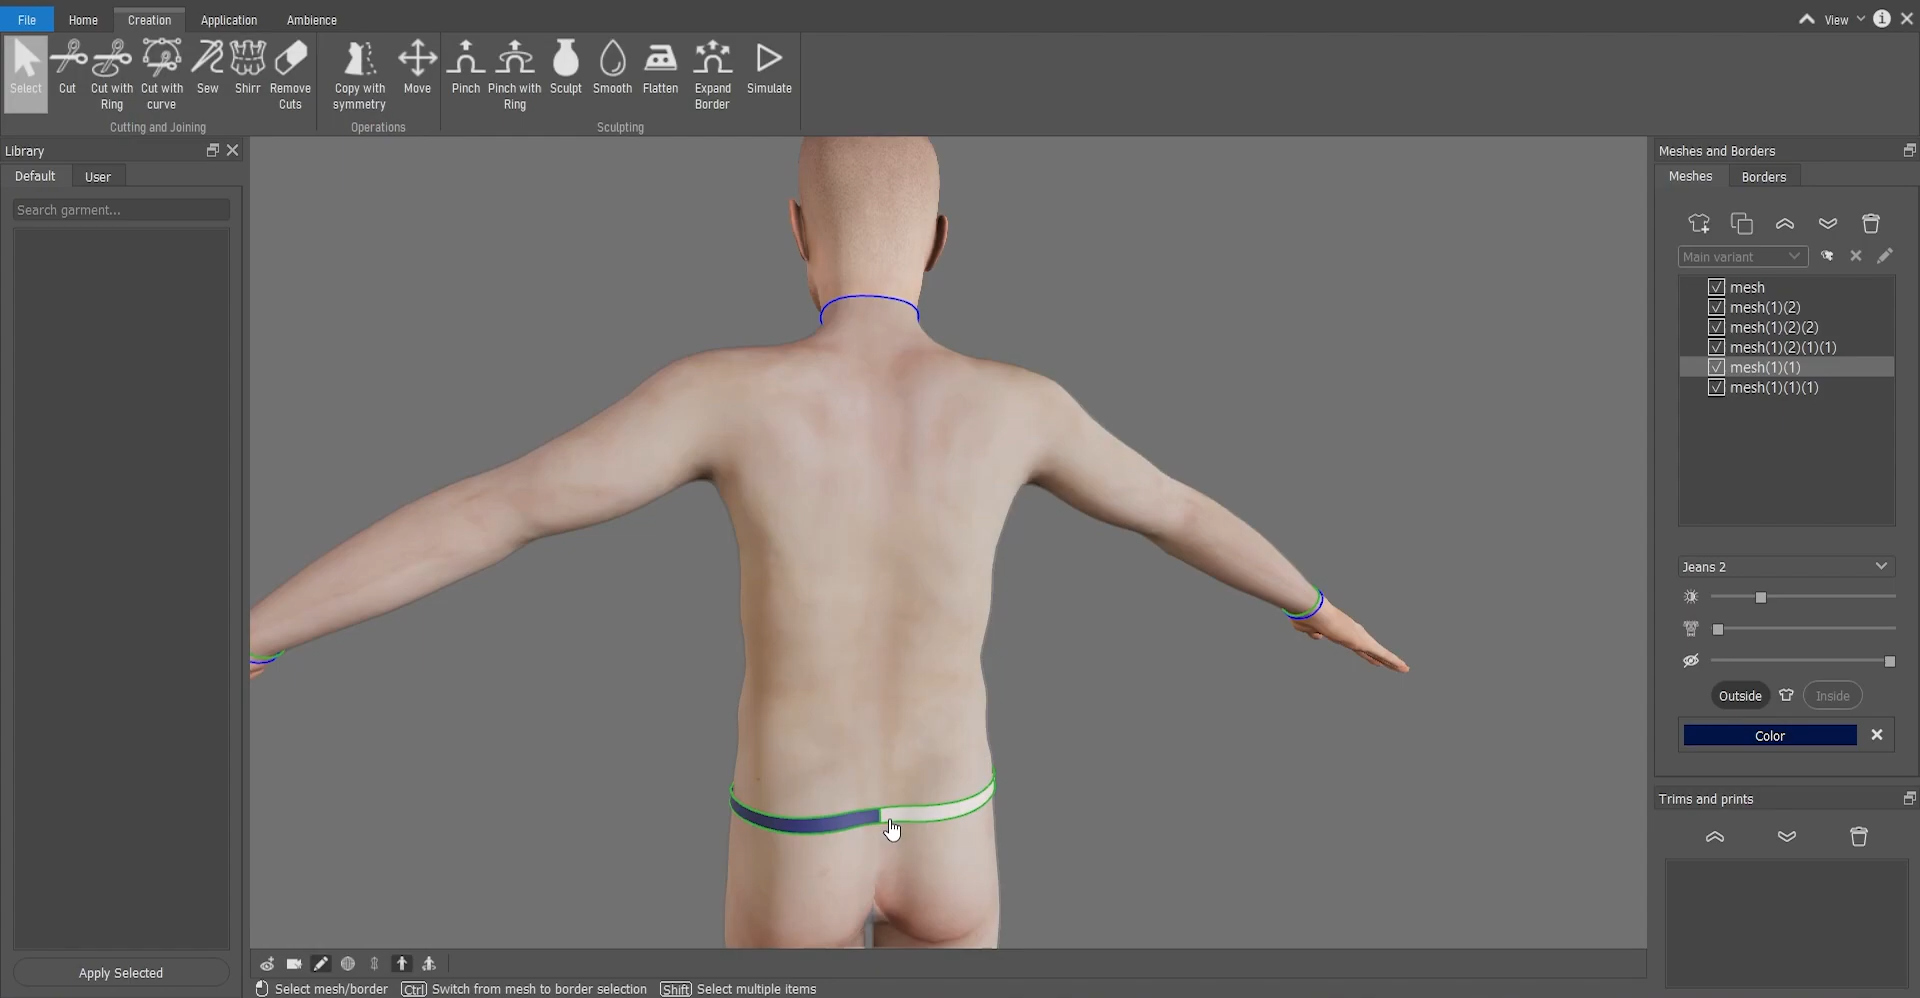 File Home Creation Application Ambience View
Select Cut Cut with Ring Cut with curve Sew Shirr Remove Cuts Copy with symmetry Move Pinch Pinch with Ring Sculpt Smooth Flatten Expand Border Simulate
Cutting and Joining Operations Sculpting
Library
Default User
Search garment...
Apply Selected
Meshes and Borders
Meshes Borders
Main variant
mesh
mesh(1)(2)
mesh(1)(2)(2)
mesh(1)(2)(1)(1)
mesh(1)(1)
mesh(1)(1)(1)
Jeans 2
Outside Inside
Color
Trims and prints
Select mesh/border Ctrl Switch from mesh to border selection Shift Select multiple items